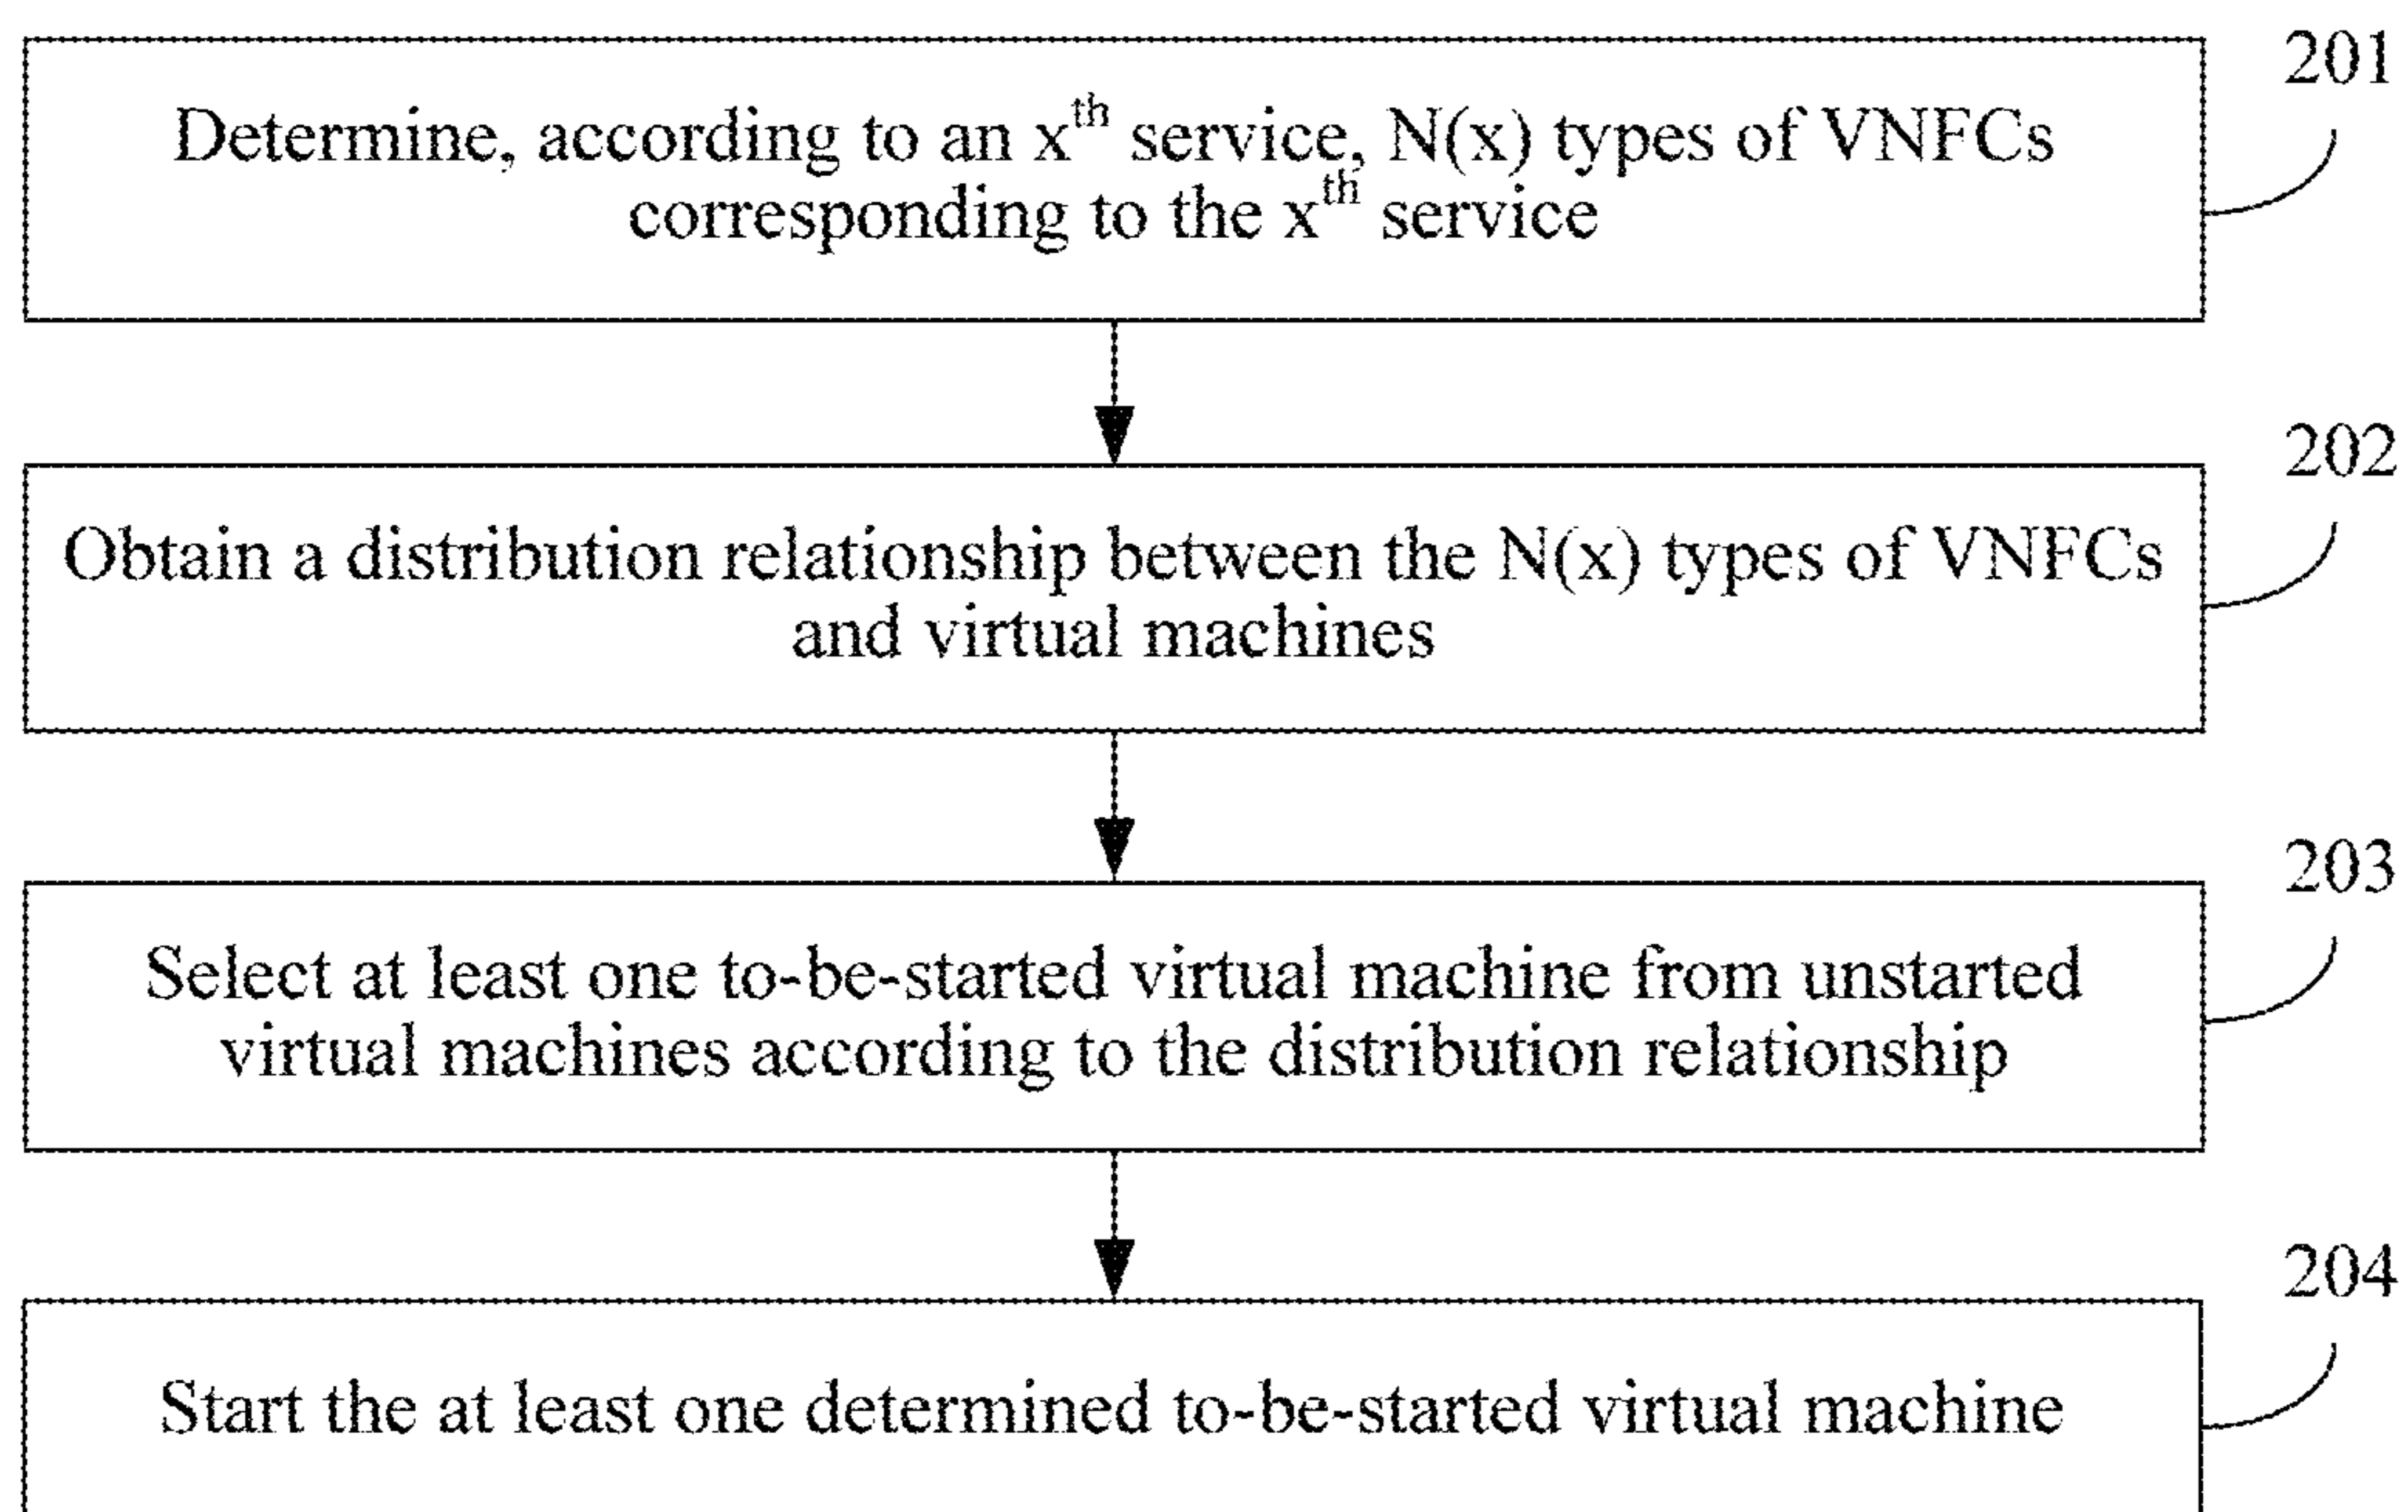 201
Determine, according to an xth service, N(x) types of VNFCs
corresponding to the xth service
202
Obtain a distribution relationship between the N(x) types of VNFCs
and virtual machines
203
Select at least one to-be-started virtual machine from unstarted
virtual machines according to the distribution relationship
204
Start the at least one determined to-be-started virtual machine